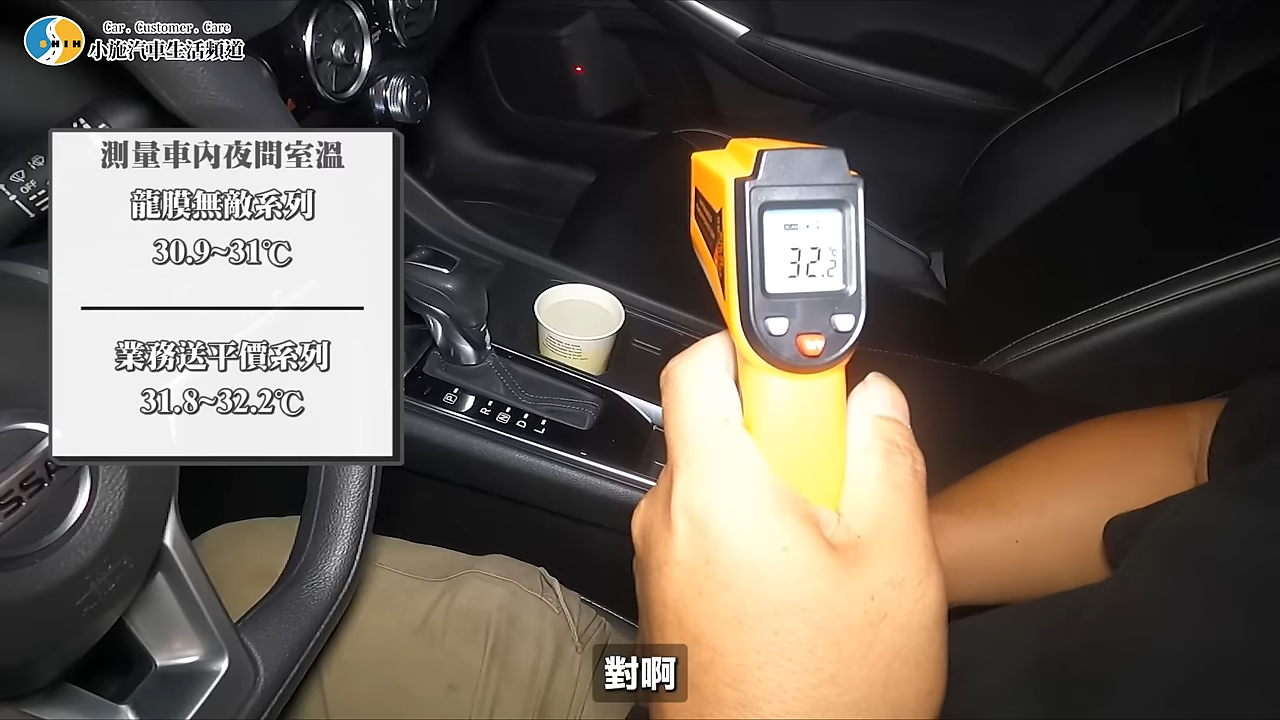 Car. Customer. Care
SHIH
小施汽車生活頻道
測量車內夜間室溫
龍膜無敵系列
30.9~31℃
業務送平價系列
31.8~32.2℃
OFF
32.2
℃
P
R
N
D
L
對啊